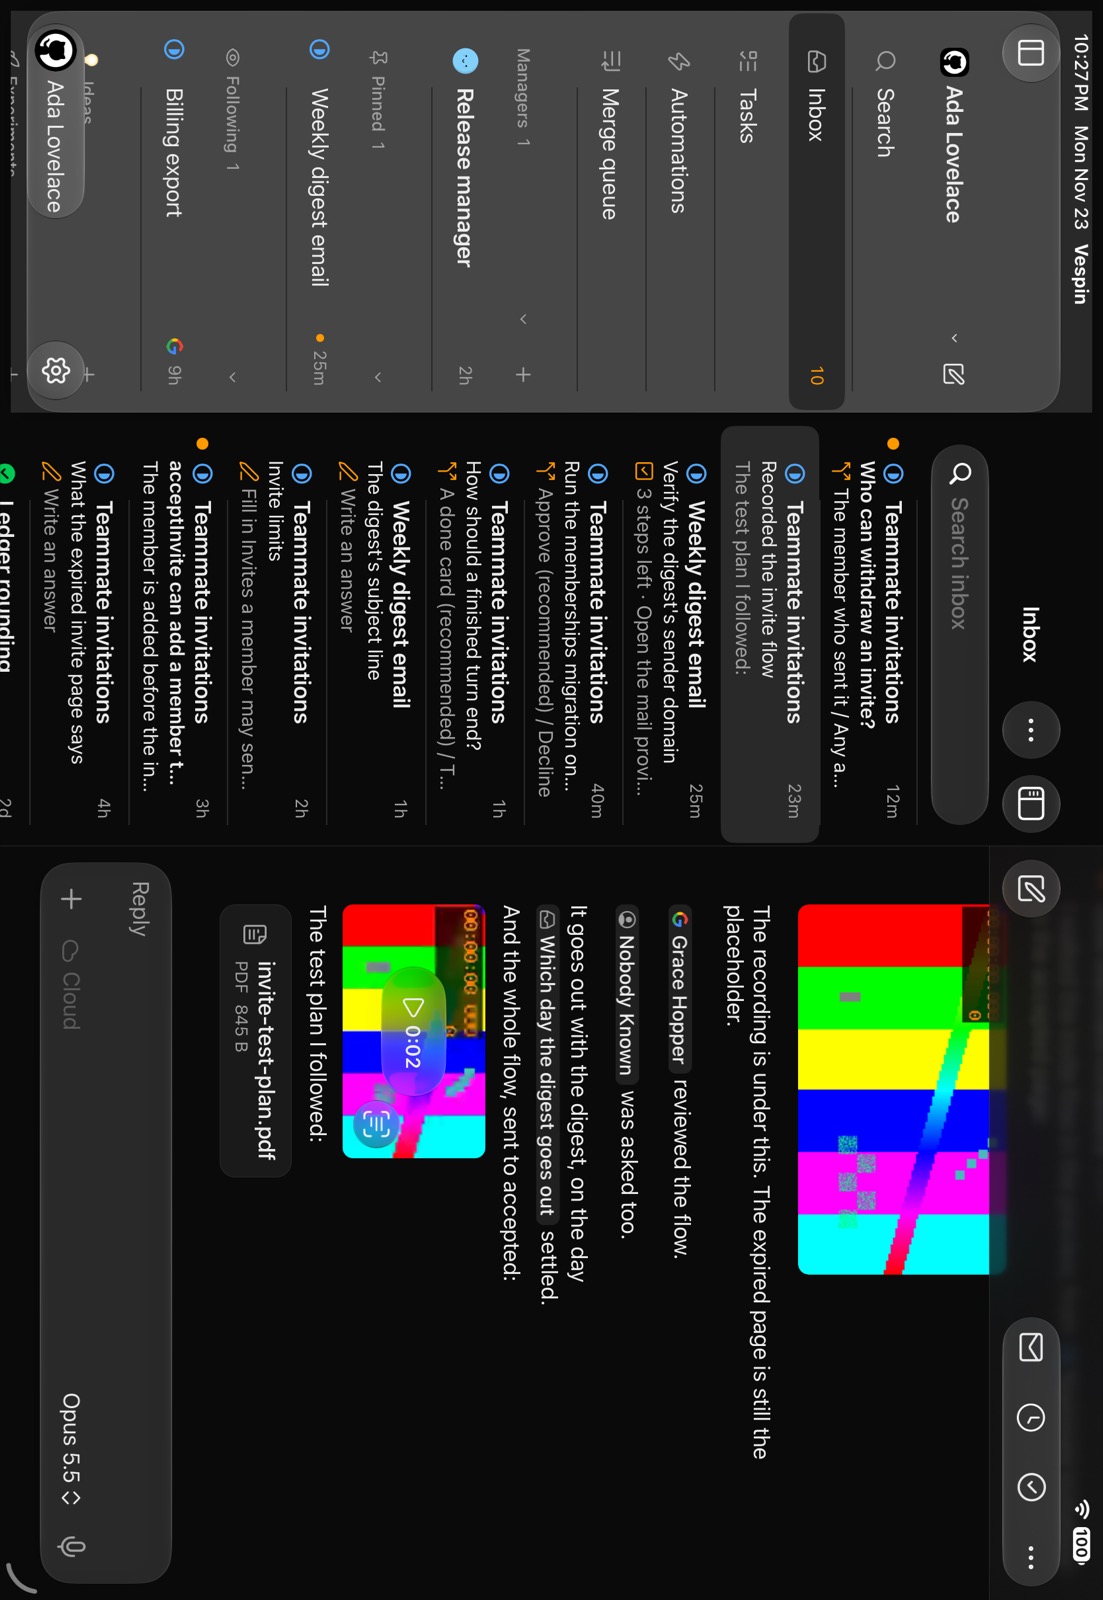 10:27 PM Mon Nov 23 Vespin
100
Ada Lovelace
Search
Inbox 10
Tasks
Automations
Merge queue
Managers 1
Release manager 2h
Pinned 1
Weekly digest email 25m
Following 1
Billing export 9h
Ideas
Ada Lovelace
Experiments
Inbox
Search inbox
Teammate invitations 12m
Who can withdraw an invite?
The member who sent it / Any a...
Teammate invitations 23m
Recorded the invite flow
The test plan I followed:
Weekly digest email 25m
Verify the digest's sender domain
3 steps left · Open the mail provi...
Teammate invitations 40m
Run the memberships migration on...
Approve (recommended) / Decline
Teammate invitations 1h
How should a finished turn end?
A done card (recommended) / T...
Weekly digest email 1h
The digest's subject line
Write an answer
Teammate invitations 2h
Invite limits
Fill in Invites a member may sen...
Teammate invitations 3h
acceptInvite can add a member t...
The member is added before the in...
Teammate invitations 4h
What the expired invite page says
Write an answer
Ledger rounding 2d
00:00:00.000
0
The recording is under this. The expired page is still the
placeholder.
Grace Hopper reviewed the flow.
Nobody Known was asked too.
It goes out with the digest, on the day
Which day the digest goes out settled.
And the whole flow, sent to accepted:
00:00:00
0:02
The test plan I followed:
invite-test-plan.pdf
PDF 845 B
Reply
Cloud
Opus 5.5